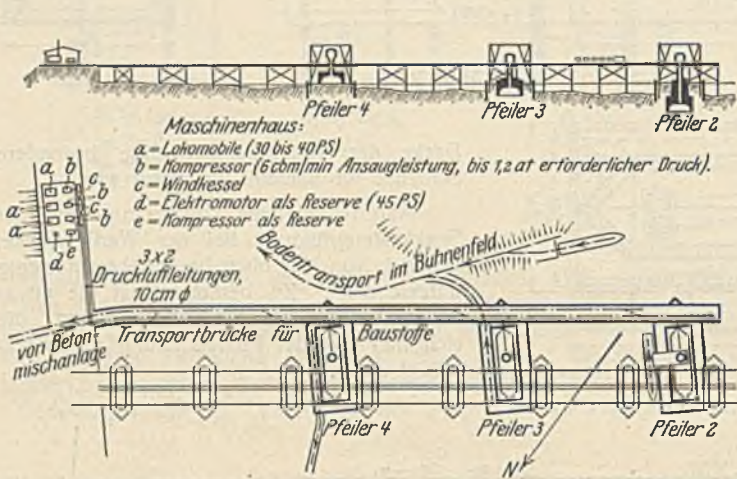 Pfeiler 4
Pfeiler 3
Pfeiler 2
Maschinenhaus:
a = Lokomobile (30 bis 40 PS)
b = Kompressor (6 cbm/min Ansaugleistung, bis 1,2 at erforderlicher Druck).
c = Windkessel
d = Elektromotor als Reserve (45 PS)
e = Kompressor als Reserve
a b c
b
c
b
a
a
d e
3 x 2
Druckluftleitungen,
10 cm ϕ
Bodentransport im Buhnenfeld
von Beton-
mischanlage
Transportbrücke für Baustoffe
Pfeiler 4
Pfeiler 3
Pfeiler 2
N